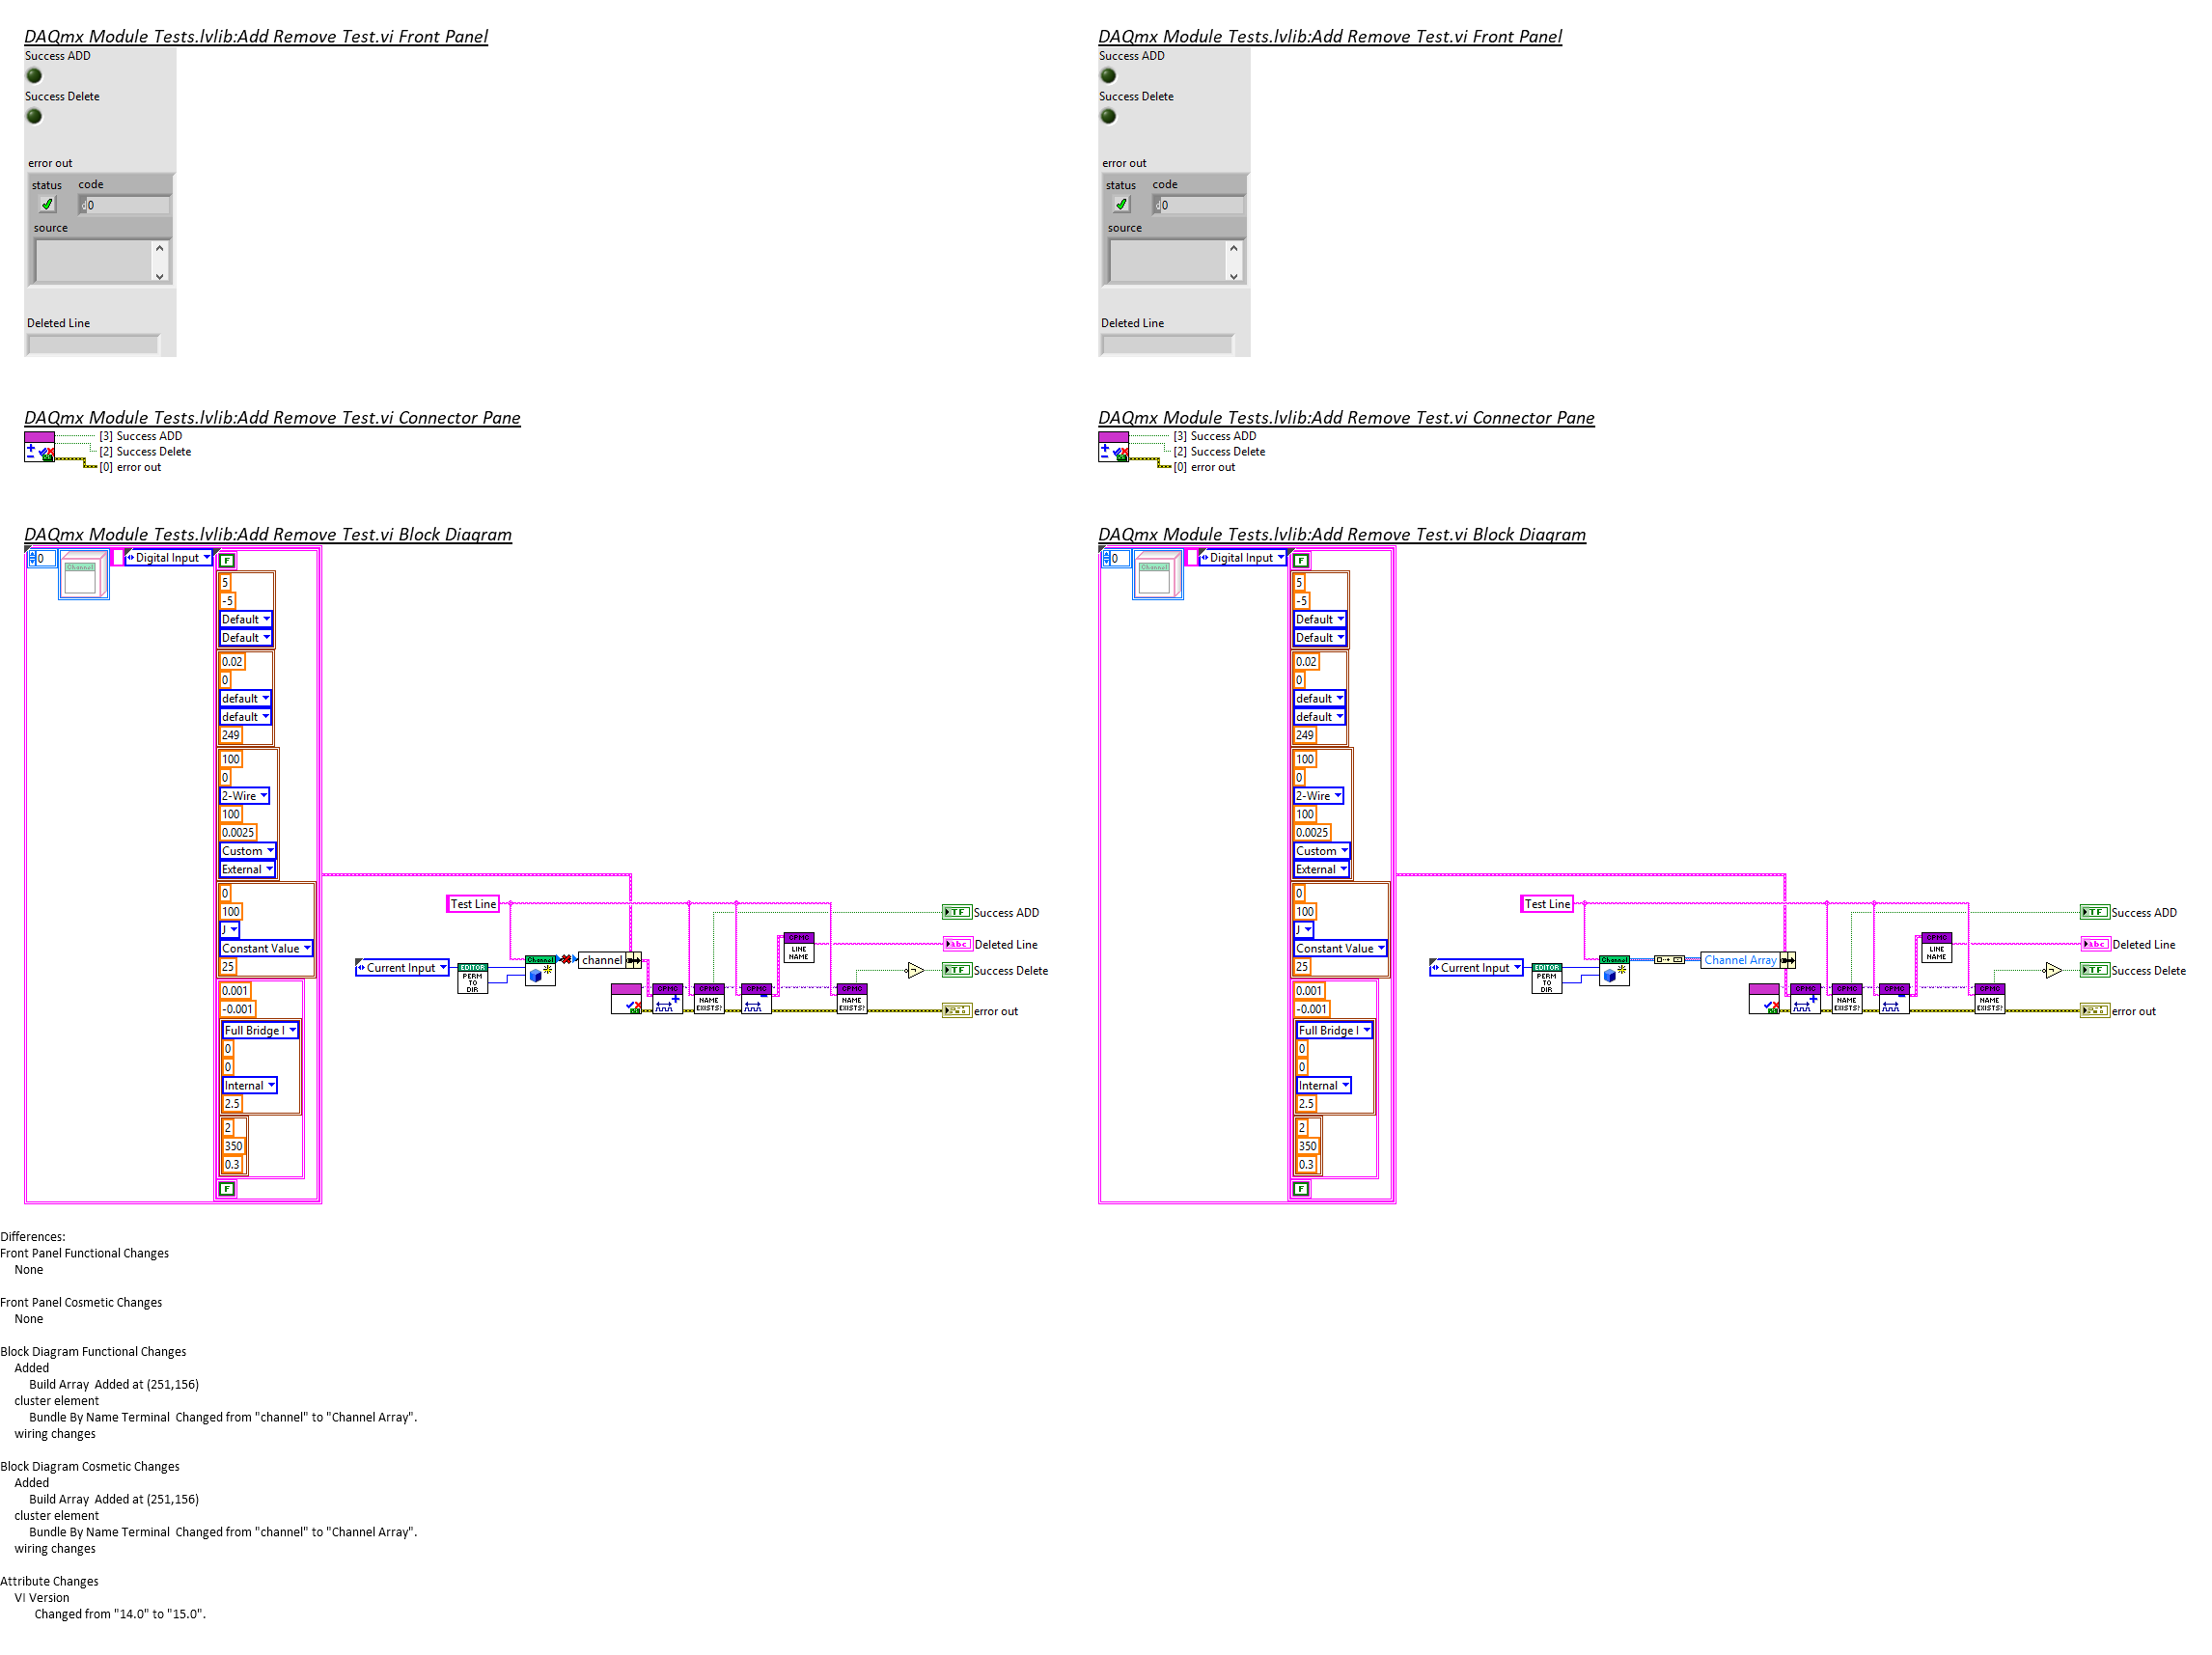 DAQmx Module Tests.lvlib:Add Remove Test.vi Front Panel
Success ADD
Success Delete
error out
status code
0
source
Deleted Line
DAQmx Module Tests.lvlib:Add Remove Test.vi Connector Pane
[3] Success ADD
[2] Success Delete
[0] error out
DAQmx Module Tests.lvlib:Add Remove Test.vi Block Diagram
0
Channel
Digital Input
F
5
-5
Default
Default
0.02
0
default
default
249
100
0
2-Wire
100
0.0025
Custom
External
0
100
J
Constant Value
25
0.001
-0.001
Full Bridge I
0
0
Internal
2.5
2
350
0.3
F
Test Line
Current Input
EDITOR
PERM
TO
DIR
Channel
channel
NAME
EXISTS!
LINE
NAME
NAME
EXISTS!
TF Success ADD
abc Deleted Line
TF Success Delete
error out
DAQmx Module Tests.lvlib:Add Remove Test.vi Front Panel
Success ADD
Success Delete
error out
status code
0
source
Deleted Line
DAQmx Module Tests.lvlib:Add Remove Test.vi Connector Pane
[3] Success ADD
[2] Success Delete
[0] error out
DAQmx Module Tests.lvlib:Add Remove Test.vi Block Diagram
0
Channel
Digital Input
F
5
-5
Default
Default
0.02
0
default
default
249
100
0
2-Wire
100
0.0025
Custom
External
0
100
J
Constant Value
25
0.001
-0.001
Full Bridge I
0
0
Internal
2.5
2
350
0.3
F
Test Line
Current Input
EDITOR
PERM
TO
DIR
Channel
Channel Array
NAME
EXISTS!
LINE
NAME
NAME
EXISTS!
TF Success ADD
abc Deleted Line
TF Success Delete
error out
Differences:
Front Panel Functional Changes
None
Front Panel Cosmetic Changes
None
Block Diagram Functional Changes
Added
Build Array Added at (251,156)
cluster element
Bundle By Name Terminal Changed from "channel" to "Channel Array".
wiring changes
Block Diagram Cosmetic Changes
Added
Build Array Added at (251,156)
cluster element
Bundle By Name Terminal Changed from "channel" to "Channel Array".
wiring changes
Attribute Changes
VI Version
Changed from "14.0" to "15.0".